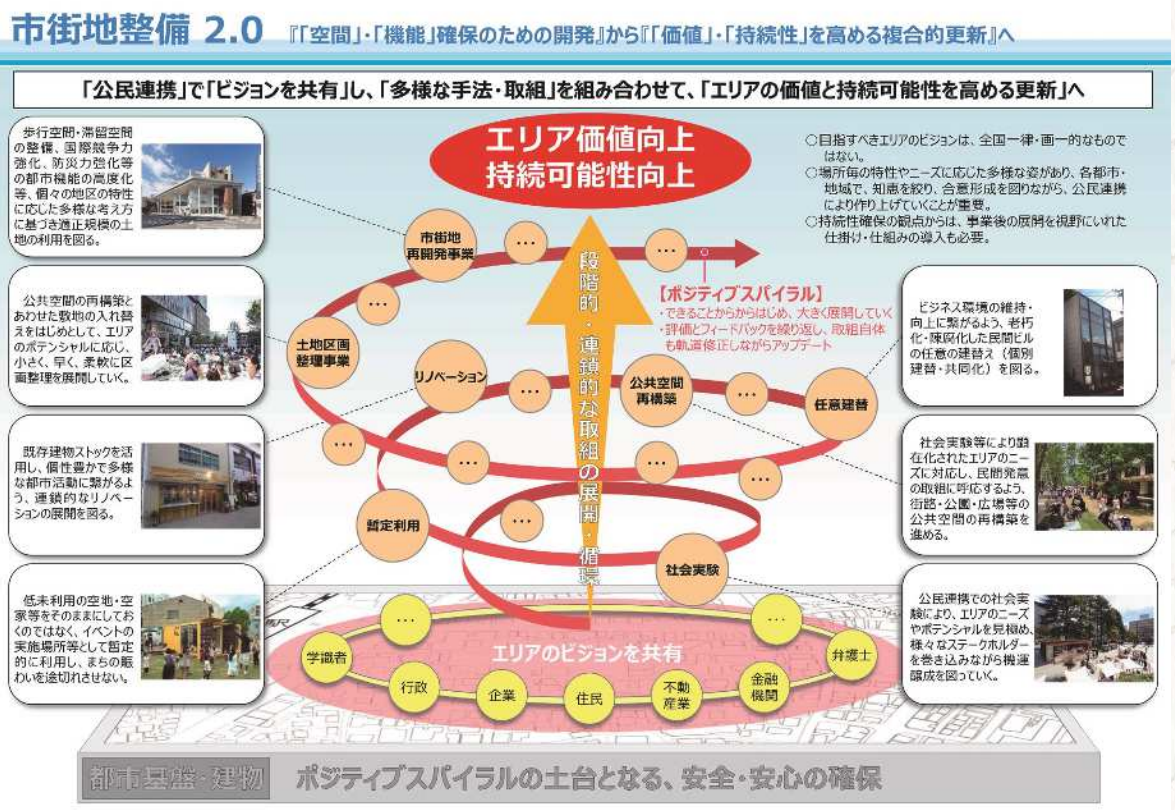 市街地整備 2.0 『「空間」・「機能」確保のための開発』から『「価値」・「持続性」を高める複合的更新』へ
「公民連携」で「ビジョンを共有」し、「多様な手法・取組」を組み合わせて、「エリアの価値と持続可能性を高める更新」へ
歩行空間・滞留空間
の整備、国際競争力
強化、防災力強化等
の都市機能の高度化
等、個々の地区の特性
に応じた多様な考え方
に基づき適正規模の土
地の利用を図る。
公共空間の再構築と
あわせた敷地の入れ替
えをはじめとして、エリア
のポテンシャルに応じ、
小さく、早く、柔軟に区
画整理を展開していく。
既存建物ストックを活
用し、個性豊かで多様
な都市活動に繋がるよ
う、連鎖的なリノベー
ションの展開を図る。
低未利用の空地・空
家等をそのままにしてお
くのではなく、イベントの
実施場所等として暫定
的に利用し、まちの賑
わいを途切れさせない。
エリア価値向上
持続可能性向上
○目指すべきエリアのビジョンは、全国一律・画一的なもので
はない。
○場所毎の特性やニーズに応じた多様な姿があり、各都市・
地域で、知恵を絞り、合意形成を図りながら、公民連携
により作り上げていくことが重要。
○持続性確保の観点からは、事業後の展開を視野にいれた
仕掛け・仕組みの導入も必要。
市街地
再開発事業
…
…
…
【ポジティブスパイラル】
・できることからからはじめ、大きく展開していく
・評価とフィードバックを繰り返し、取組自体
も軌道修正しながらアップデート
段階的・連鎖的な取組の展開・循環
土地区画
整理事業
リノベーション
…
公共空間
再構築
…
任意建替
…
…
…
…
暫定利用
…
社会実験
ビジネス環境の維持・
向上に繋がるよう、老朽
化・陳腐化した民間ビル
の任意の建替え（個別
建替・共同化）を図る。
社会実験等により顕
在化されたエリアのニー
ズに対応し、民間発意
の取組に呼応するよう、
街路・公園・広場等の
公共空間の再構築を
進める。
公民連携での社会実
験により、エリアのニーズ
やポテンシャルを見極め、
様々なステークホルダー
を巻き込みながら機運
醸成を図っていく。
…
…
エリアのビジョンを共有
学識者
行政
企業
住民
不動
産業
金融
機関
弁護士
都市基盤・建物 ポジティブスパイラルの土台となる、安全・安心の確保